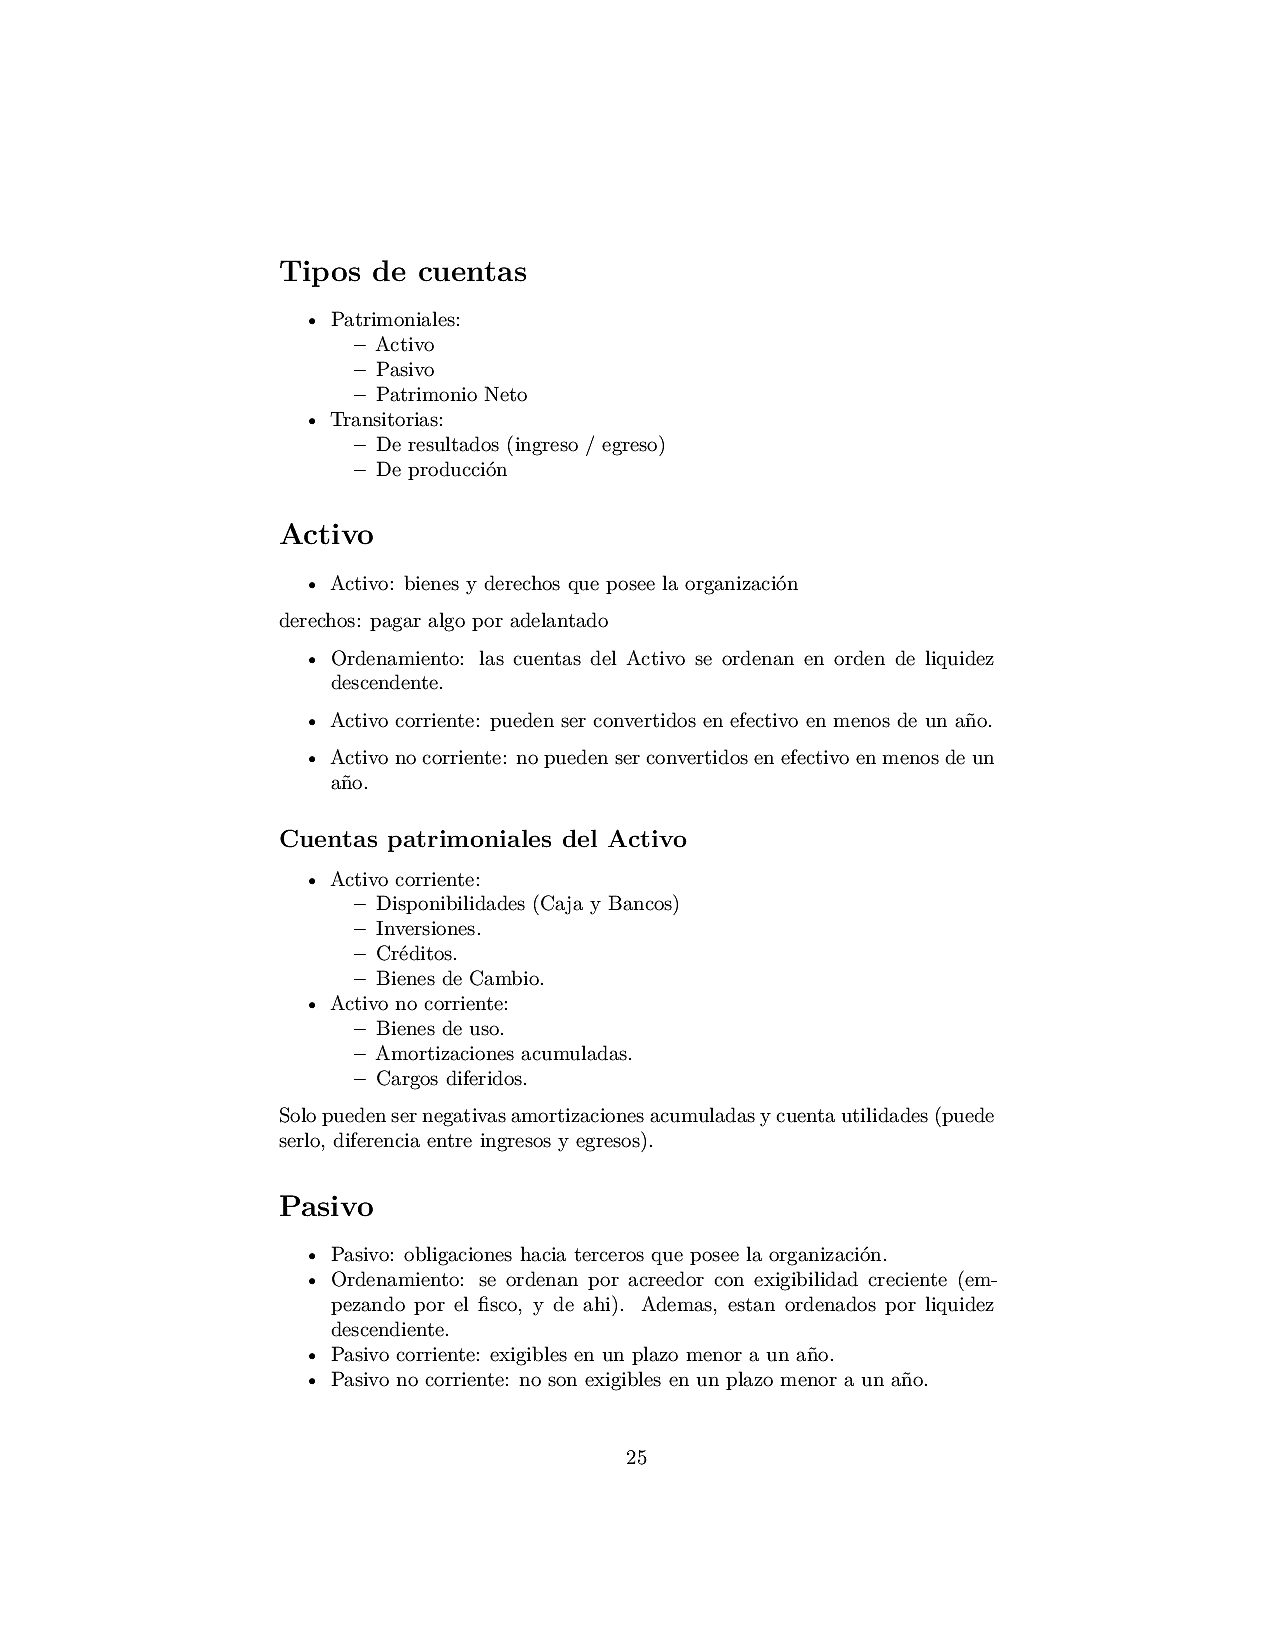 Tipos de cuentas
• Patrimoniales:
– Activo
– Pasivo
– Patrimonio Neto
• Transitorias:
– De resultados (ingreso / egreso)
– De producción
Activo
• Activo: bienes y derechos que posee la organización
derechos: pagar algo por adelantado
• Ordenamiento: las cuentas del Activo se ordenan en orden de liquidez
descendente.
• Activo corriente: pueden ser convertidos en efectivo en menos de un año.
• Activo no corriente: no pueden ser convertidos en efectivo en menos de un
año.
Cuentas patrimoniales del Activo
• Activo corriente:
– Disponibilidades (Caja y Bancos)
– Inversiones.
– Créditos.
– Bienes de Cambio.
• Activo no corriente:
– Bienes de uso.
– Amortizaciones acumuladas.
– Cargos diferidos.
Solo pueden ser negativas amortizaciones acumuladas y cuenta utilidades (puede
serlo, diferencia entre ingresos y egresos).
Pasivo
• Pasivo: obligaciones hacia terceros que posee la organización.
• Ordenamiento: se ordenan por acreedor con exigibilidad creciente (em-
pezando por el fisco, y de ahi). Ademas, estan ordenados por liquidez
descendiente.
• Pasivo corriente: exigibles en un plazo menor a un año.
• Pasivo no corriente: no son exigibles en un plazo menor a un año.
25